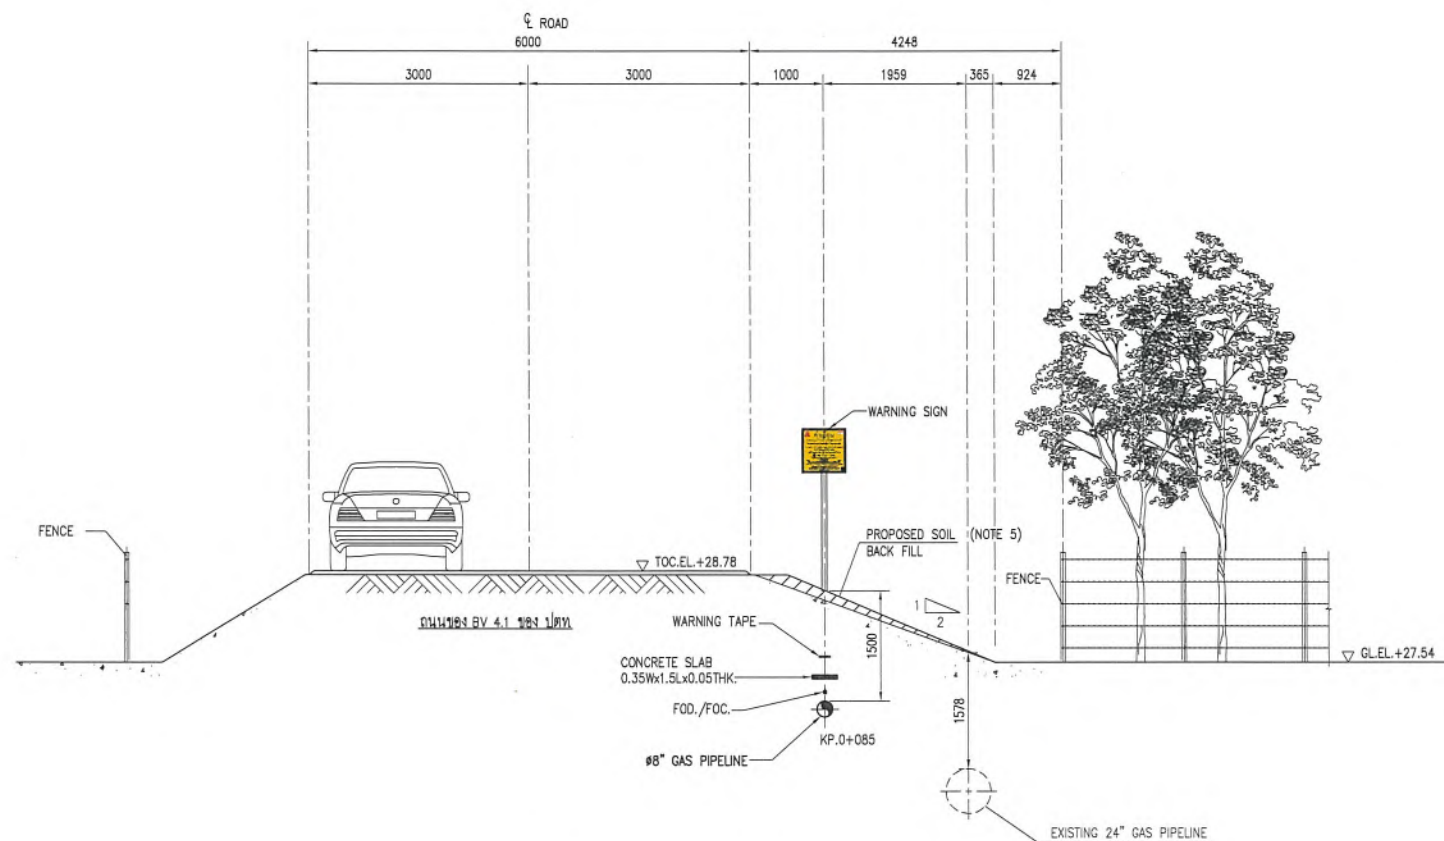 ℄ ROAD
6000
4248
3000
3000
1000
1959
365
924
WARNING SIGN
FENCE
PROPOSED SOIL (NOTE 5)
BACK FILL
TOC.EL.+28.78
FENCE
1
2
ถนนของ BV 4.1 ของ ปตท
WARNING TAPE
1500
GL.EL.+27.54
CONCRETE SLAB
0.35Wx1.5Lx0.05THK.
FOD./FOC.
1578
KP.0+085
ø8" GAS PIPELINE
EXISTING 24" GAS PIPELINE